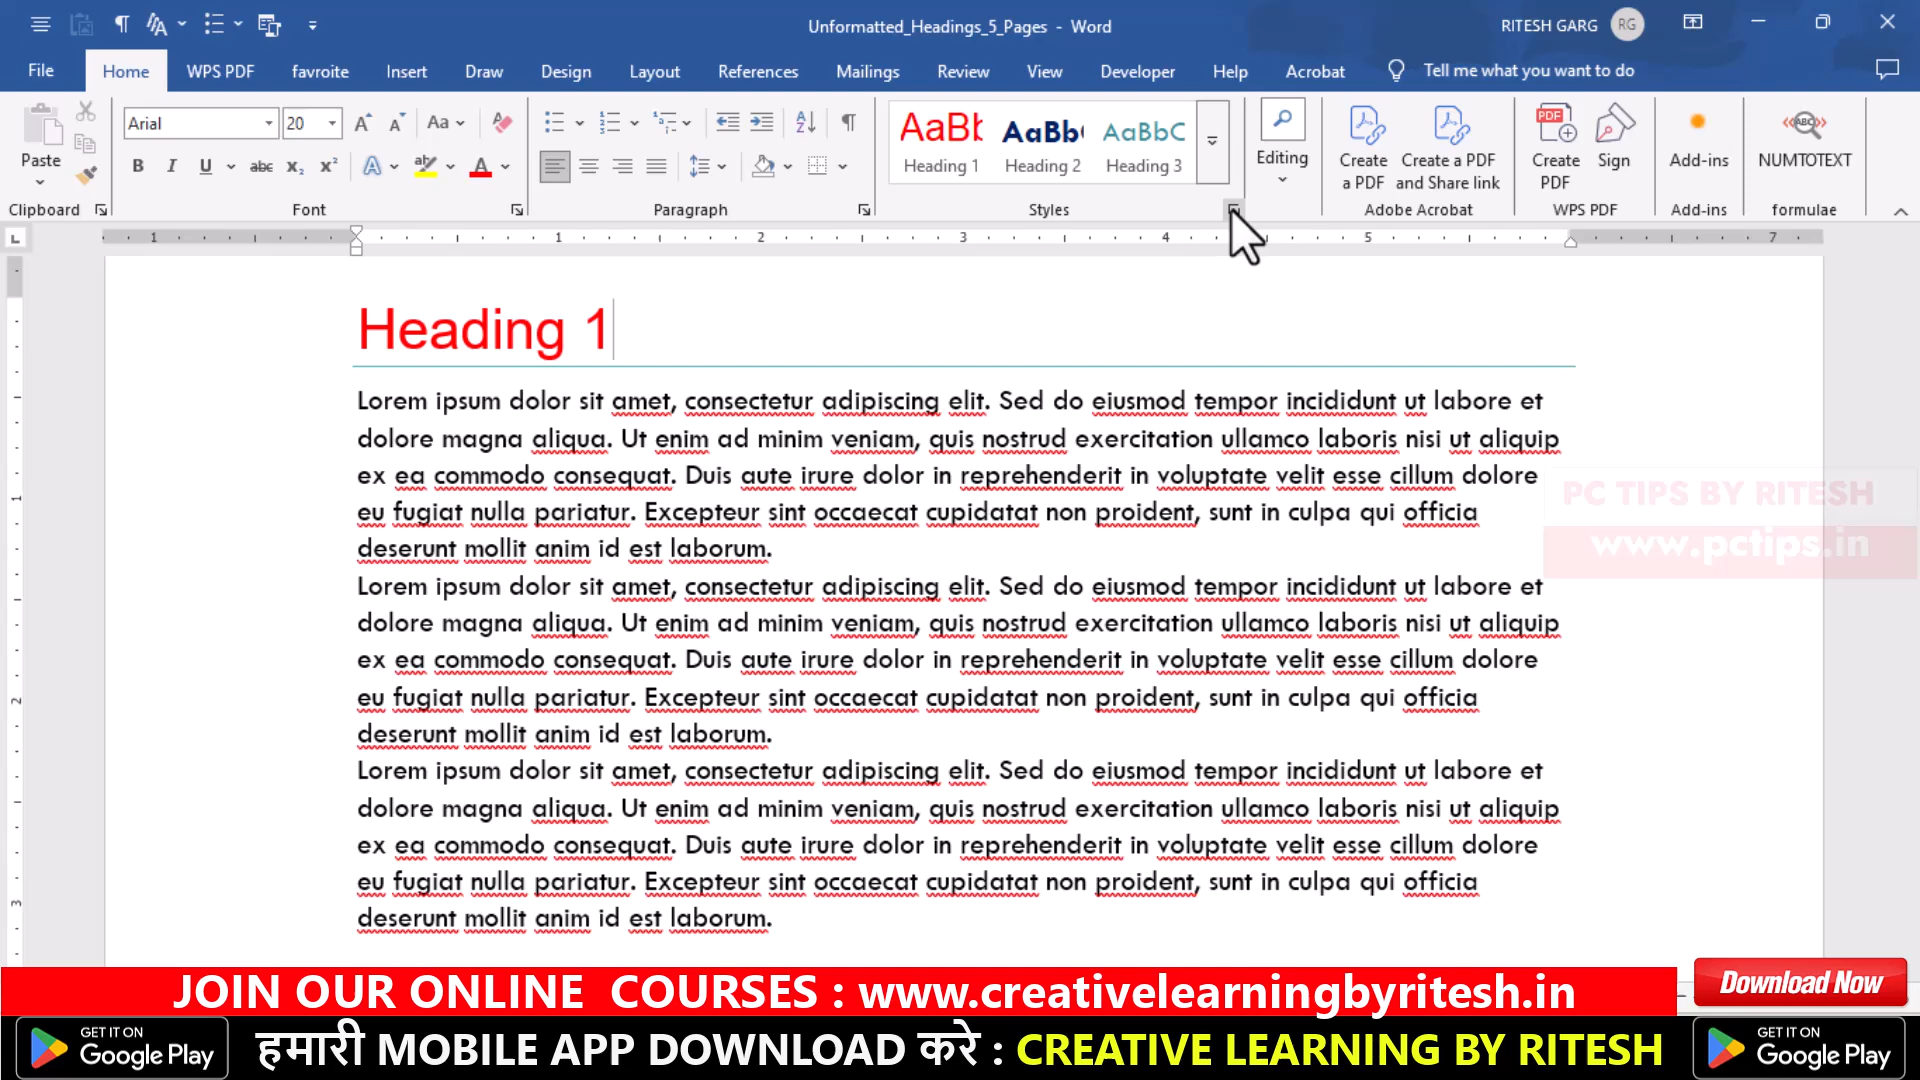 Unformatted_Headings_5_Pages - Word
RITESH GARG RG
File Home WPS PDF favroite Insert Draw Design Layout References Mailings Review View Developer Help Acrobat Tell me what you want to do
Paste
Clipboard
Arial 20
Font
Paragraph
AaBb AaBb( AaBbC
Heading 1 Heading 2 Heading 3
Styles
Editing
Create a PDF
Create a PDF and Share link
Adobe Acrobat
Create PDF
Sign
WPS PDF
Add-ins
Add-ins
NUMTOTEXT
formulae
1 1 2 3 4 5 7
Heading 1
Lorem ipsum dolor sit amet, consectetur adipiscing elit. Sed do eiusmod tempor incididunt ut labore et
dolore magna aliqua. Ut enim ad minim veniam, quis nostrud exercitation ullamco laboris nisi ut aliquip
ex ea commodo consequat. Duis aute irure dolor in reprehenderit in voluptate velit esse cillum dolore
eu fugiat nulla pariatur. Excepteur sint occaecat cupidatat non proident, sunt in culpa qui officia
deserunt mollit anim id est laborum.
Lorem ipsum dolor sit amet, consectetur adipiscing elit. Sed do eiusmod tempor incididunt ut labore et
dolore magna aliqua. Ut enim ad minim veniam, quis nostrud exercitation ullamco laboris nisi ut aliquip
ex ea commodo consequat. Duis aute irure dolor in reprehenderit in voluptate velit esse cillum dolore
eu fugiat nulla pariatur. Excepteur sint occaecat cupidatat non proident, sunt in culpa qui officia
deserunt mollit anim id est laborum.
Lorem ipsum dolor sit amet, consectetur adipiscing elit. Sed do eiusmod tempor incididunt ut labore et
dolore magna aliqua. Ut enim ad minim veniam, quis nostrud exercitation ullamco laboris nisi ut aliquip
ex ea commodo consequat. Duis aute irure dolor in reprehenderit in voluptate velit esse cillum dolore
eu fugiat nulla pariatur. Excepteur sint occaecat cupidatat non proident, sunt in culpa qui officia
deserunt mollit anim id est laborum.
PC TIPS BY RITESH
www.pctips.in
JOIN OUR ONLINE COURSES : www.creativelearningbyritesh.in
Download Now
GET IT ON
Google Play
हमारी MOBILE APP DOWNLOAD करे : CREATIVE LEARNING BY RITESH
GET IT ON
Google Play